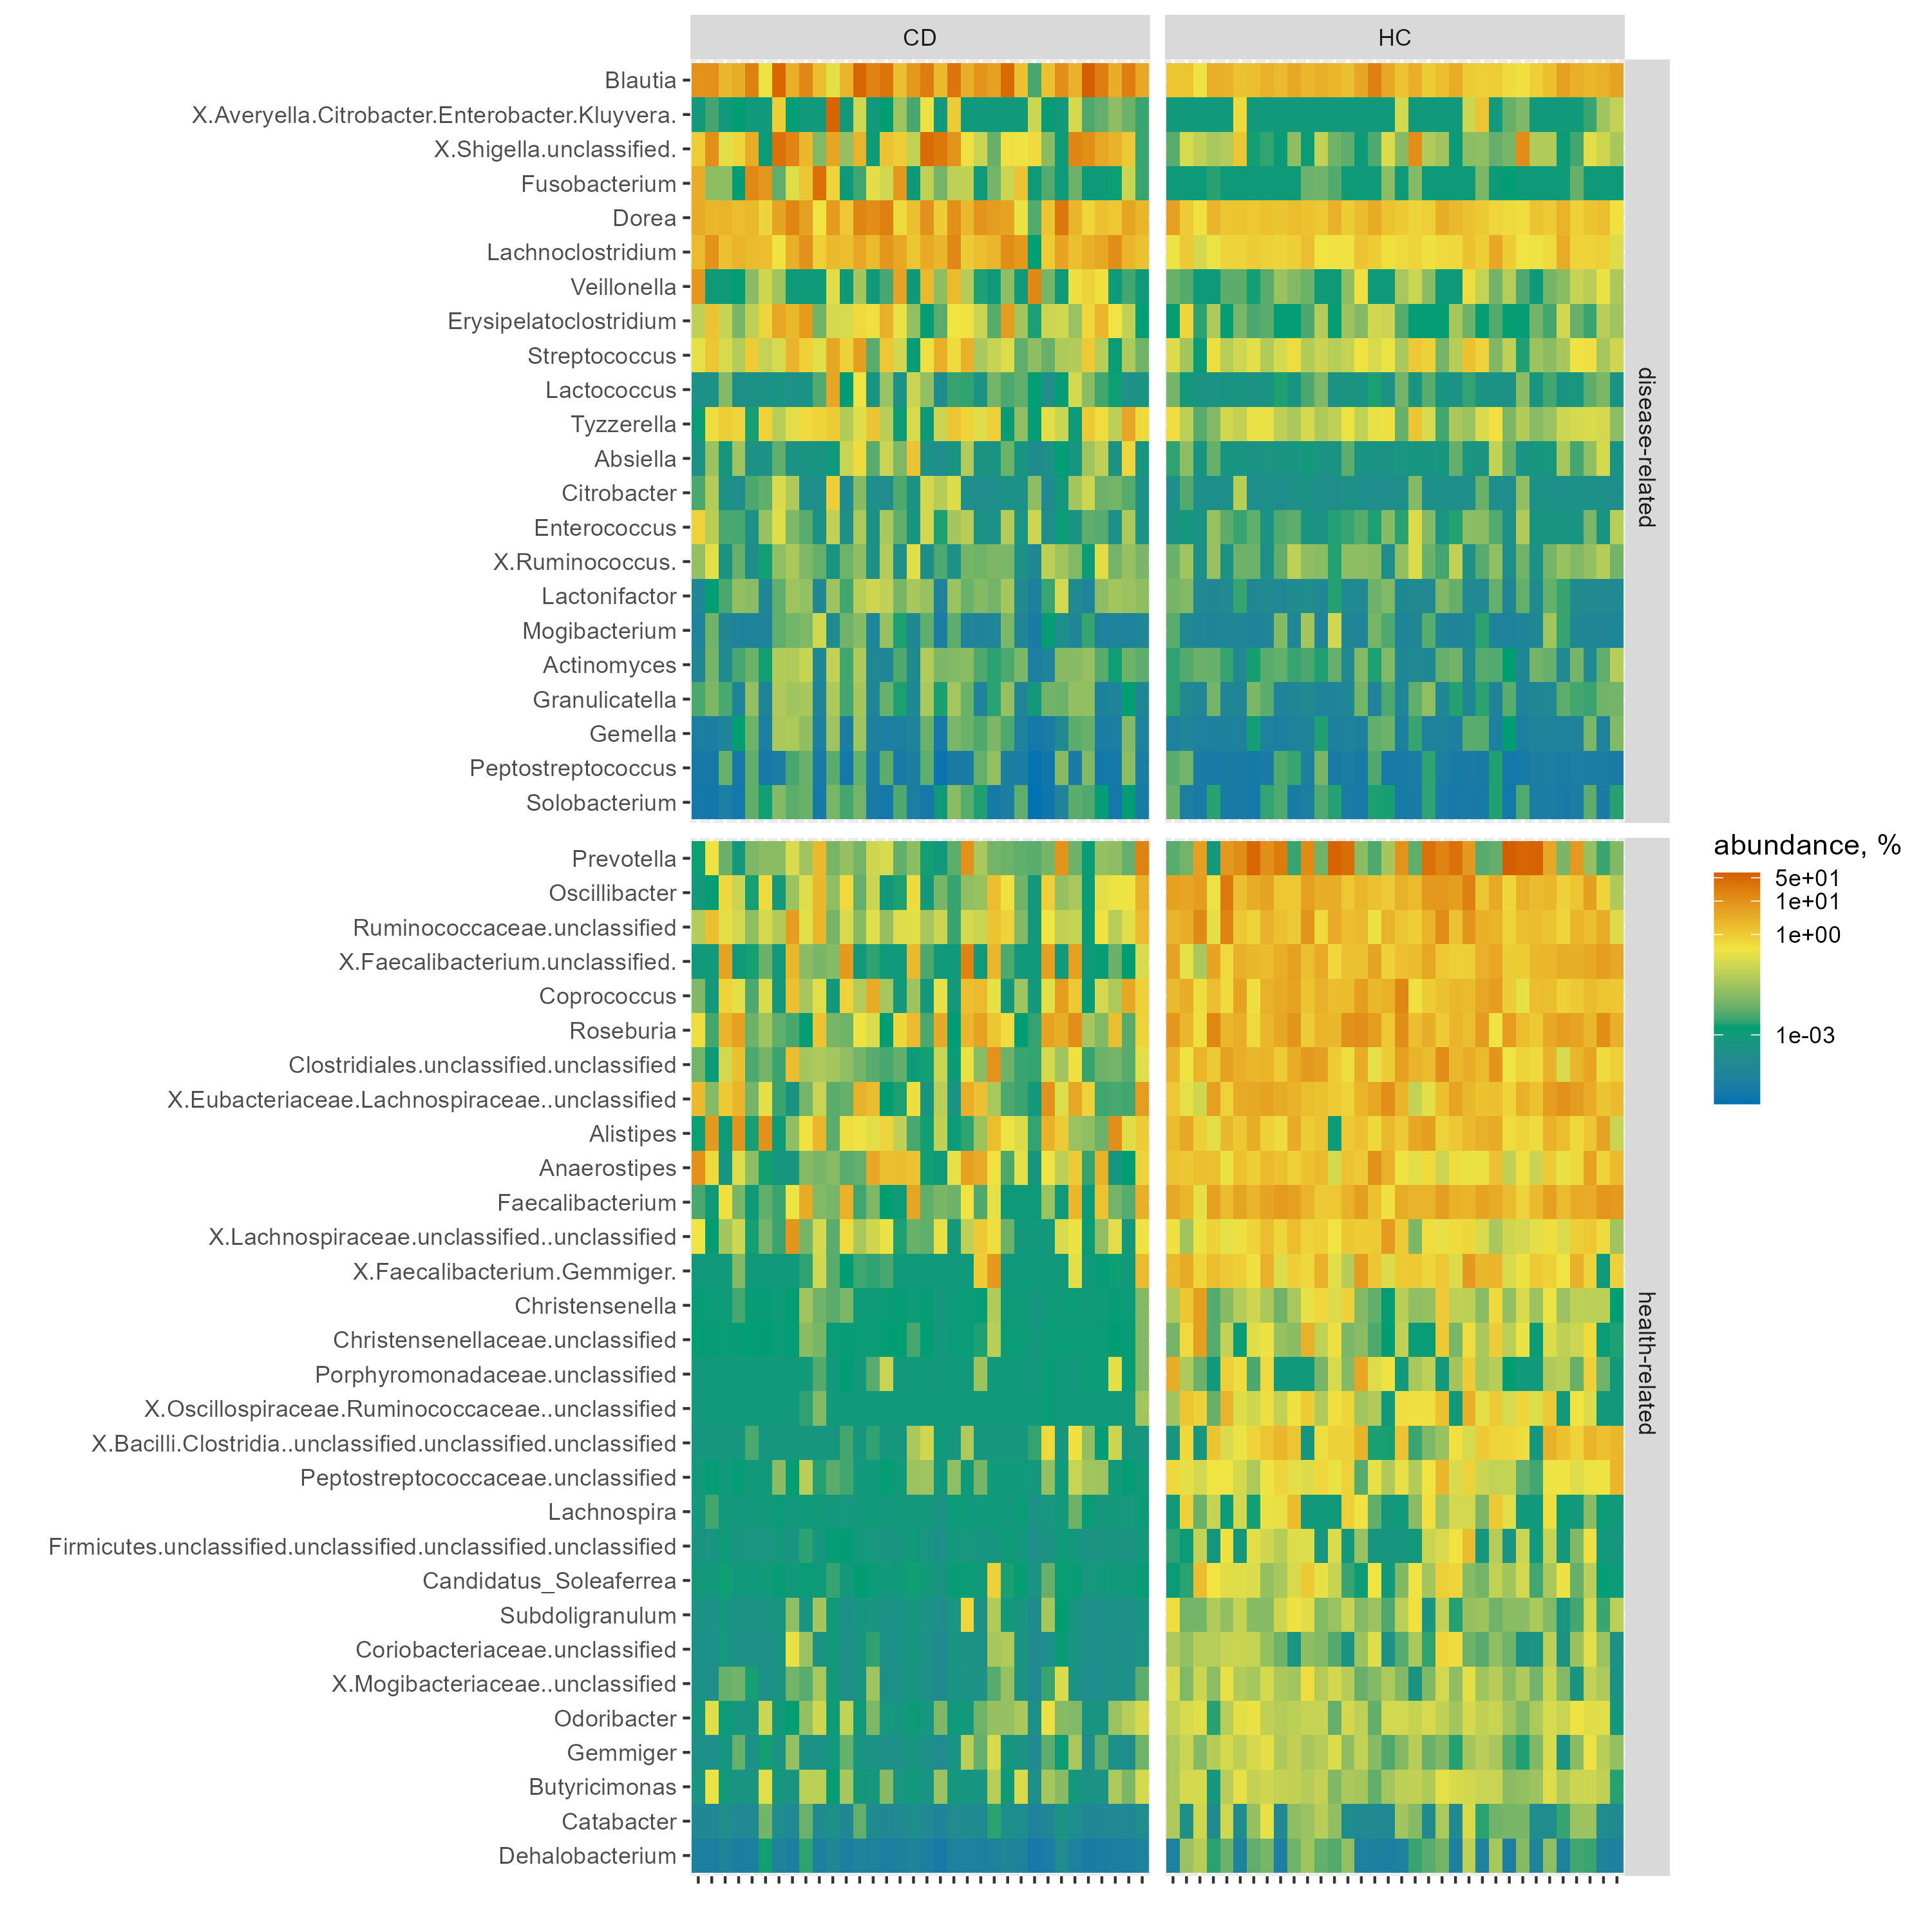 CD
HC
Blautia
X.Averyella.Citrobacter.Enterobacter.Kluyvera.
X.Shigella.unclassified.
Fusobacterium
Dorea
Lachnoclostridium
Veillonella
Erysipelatoclostridium
Streptococcus
Lactococcus
Tyzzerella
Absiella
Citrobacter
Enterococcus
X.Ruminococcus.
Lactonifactor
Mogibacterium
Actinomyces
Granulicatella
Gemella
Peptostreptococcus
Solobacterium
disease-related
Prevotella
Oscillibacter
Ruminococcaceae.unclassified
X.Faecalibacterium.unclassified.
Coprococcus
Roseburia
Clostridiales.unclassified.unclassified
X.Eubacteriaceae.Lachnospiraceae..unclassified
Alistipes
Anaerostipes
Faecalibacterium
X.Lachnospiraceae.unclassified..unclassified
X.Faecalibacterium.Gemmiger.
Christensenella
Christensenellaceae.unclassified
Porphyromonadaceae.unclassified
X.Oscillospiraceae.Ruminococcaceae..unclassified
X.Bacilli.Clostridia..unclassified.unclassified.unclassified
Peptostreptococcaceae.unclassified
Lachnospira
Firmicutes.unclassified.unclassified.unclassified.unclassified
Candidatus_Soleaferrea
Subdoligranulum
Coriobacteriaceae.unclassified
X.Mogibacteriaceae..unclassified
Odoribacter
Gemmiger
Butyricimonas
Catabacter
Dehalobacterium
health-related
abundance, %
5e+01
1e+01
1e+00
1e-03